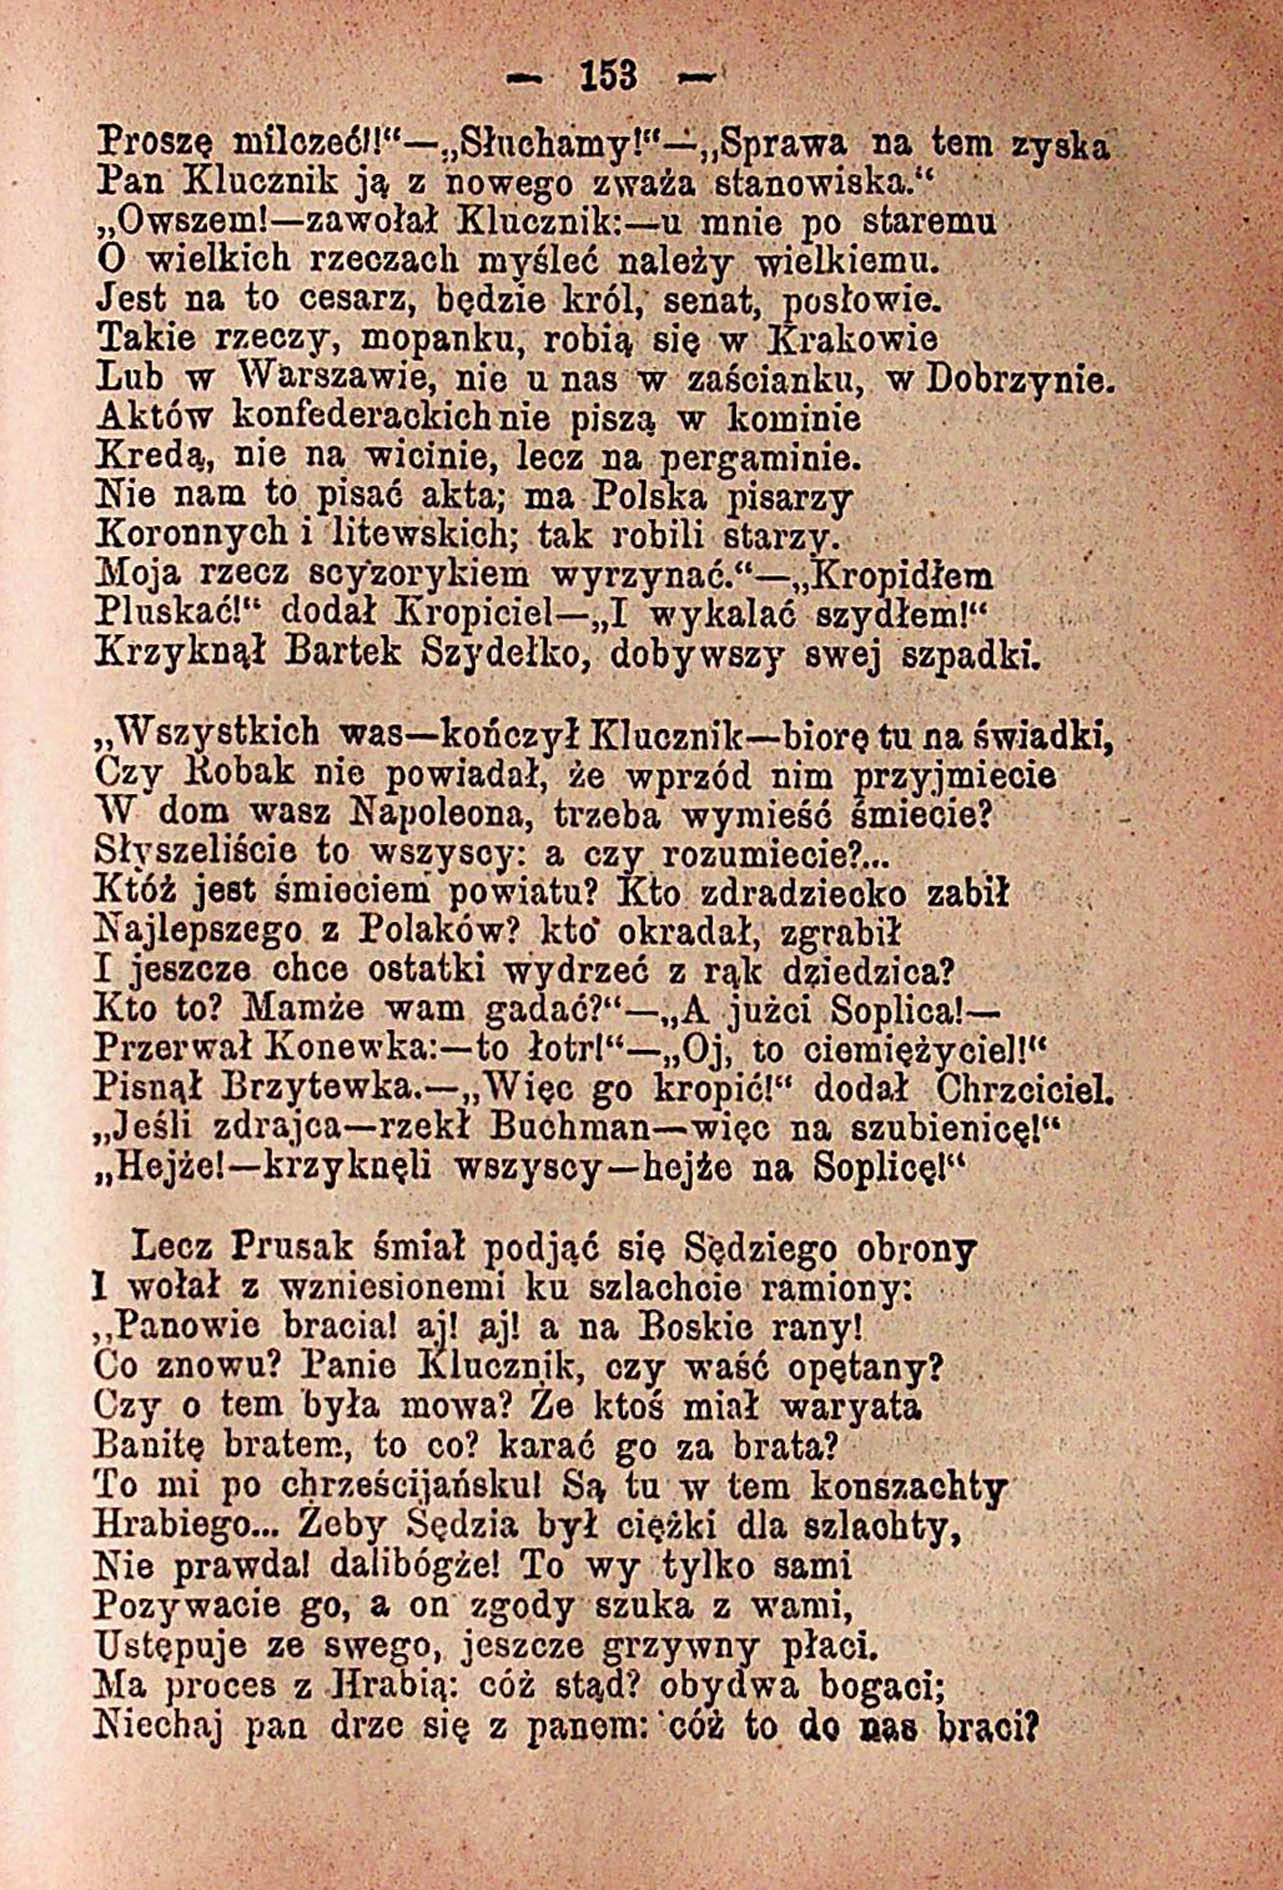 — 153 —
Proszę milczeć!!“—„Słuchamy!“—„Sprawa na tem zyska
Pan Klucznik ją z nowego zważa stanowiska.“
„Owszem!—zawołał Klucznik:—u mnie po staremu
O wielkich rzeczach myśleć należy wielkiemu.
Jest na to cesarz, będzie król, senat, posłowie.
Takie rzeczy, mopanku, robią się w Krakowie
Lub w Warszawie, nie u nas w zaścianku, w Dobrzynie.
Aktów konfederackich nie piszą w kominie
Kredą, nie na wicinie, lecz na pergaminie.
Nie nam to pisać akta; ma Polska pisarzy
Koronnych i litewskich; tak robili starzy.
Moja rzecz scyzorykiem wyrzynać.“—„Kropidłem
Pluskać!“ dodał Kropiciel—„I wykalać szydłem!“
Krzyknął Bartek Szydełko, dobywszy swej szpadki.
„Wszystkich was—kończył Klucznik—biorę tu na świadki,
Czy Robak nie powiadał, że wprzód nim przyjmiecie
W dom wasz Napoleona, trzeba wymieść śmiecie?
Słyszeliście to wszyscy: a czy rozumiecie?...
Któż jest śmieciem powiatu? Kto zdradziecko zabił
Najlepszego z Polaków? kto okradał, zgrabił
I jeszcze chce ostatki wydrzeć z rąk dziedzica?
Kto to? Mamże wam gadać?“—„A jużci Soplica!—
Przerwał Konewka:—to łotr!“—„Oj, to ciemiężyciel!“
Pisnął Brzytewka.—„Więc go kropić!“ dodał Chrzciciel.
„Jeśli zdrajca—rzekł Buchman—więc na szubienicę!“
„Hejże!—krzyknęli wszyscy—hejże na Soplicę!“
Lecz Prusak śmiał podjąć się Sędziego obrony
I wołał z wzniesionemi ku szlachcie ramiony:
„Panowie bracia! aj! aj! a na Boskie rany!
Co znowu? Panie Klucznik, czy waść opętany?
Czy o tem była mowa? Że ktoś miał waryata
Banitę bratem, to co? karać go za brata?
To mi po chrześcijańsku! Są tu w tem konszachty
Hrabiego... Żeby Sędzia był ciężki dla szlachty,
Nie prawda! dalibógże! To wy tylko sami
Pozywacie go, a on zgody szuka z wami,
Ustępuje ze swego, jeszcze grzywny płaci.
Ma proces z Hrabią: cóż stąd? obydwa bogaci;
Niechaj pan drze się z panem: cóż to do nas braci?